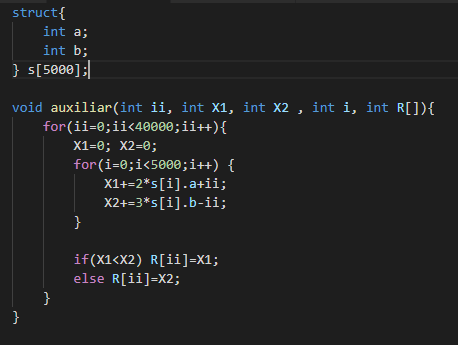 struct{
    int a;
    int b;
} s[5000];

void auxiliar(int ii, int X1, int X2 , int i, int R[]){
    for(ii=0;ii<40000;ii++){
        X1=0; X2=0;
        for(i=0;i<5000;i++) {
            X1+=2*s[i].a+ii;
            X2+=3*s[i].b-ii;
        }

        if(X1<X2) R[ii]=X1;
        else R[ii]=X2;
    }
}